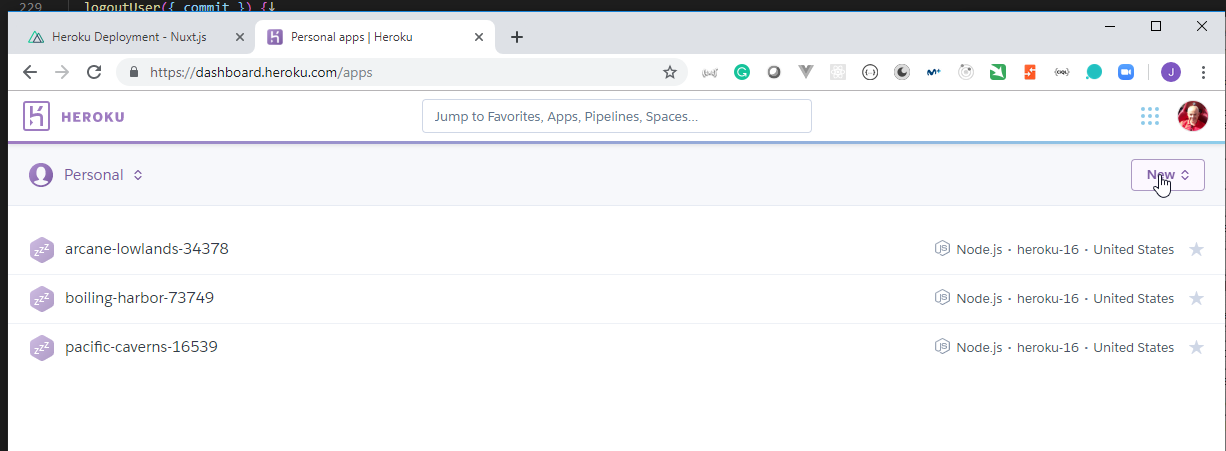 229 logoutUser({ commit }) {↓
Heroku Deployment - Nuxt.js
Personal apps | Heroku
https://dashboard.heroku.com/apps
J
HEROKU
Jump to Favorites, Apps, Pipelines, Spaces...
Personal
New
arcane-lowlands-34378 Node.js · heroku-16 · United States
boiling-harbor-73749 Node.js · heroku-16 · United States
pacific-caverns-16539 Node.js · heroku-16 · United States